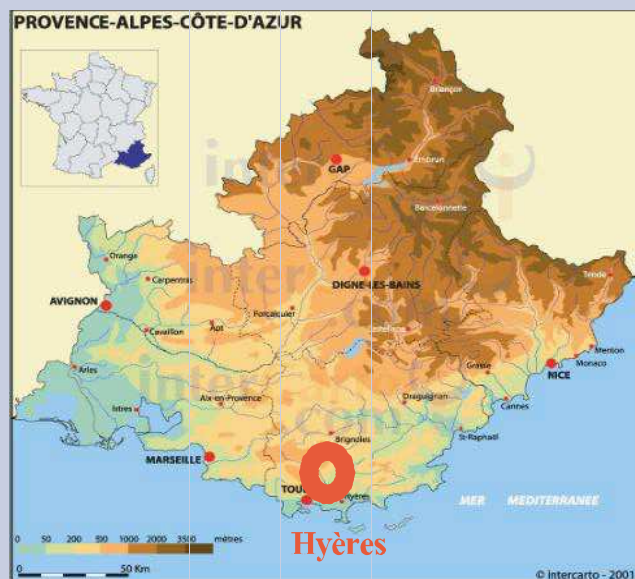 PROVENCE-ALPES-CÔTE-D'AZUR
Briançon
GAP
Embrun
Barcelonnette
Orange
Carpentras
DIGNE-LES-BAINS
Tende
AVIGNON
Forcalquier
Cavaillon
Apt
Castellane
Menton
Monaco
NICE
Grasse
Arles
Aix-en-Provence
Draguignan
Cannes
Istres
St-Raphaël
Brignoles
MARSEILLE
Hyères
MER MEDITERRANEE
0 50 200 500 1000 2000 3500 mètres
Hyères
0 50 Km
© Intercarto - 2001